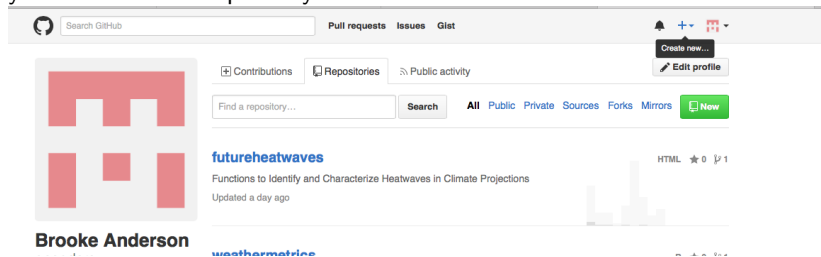 Search GitHub Pull requests Issues Gist
Create new...
Contributions Repositories Public activity Edit profile
Find a repository... Search All Public Private Sources Forks Mirrors New
futureheatwaves HTML 0 1
Functions to Identify and Characterize Heatwaves in Climate Projections
Updated a day ago
Brooke Anderson
weathermetrics